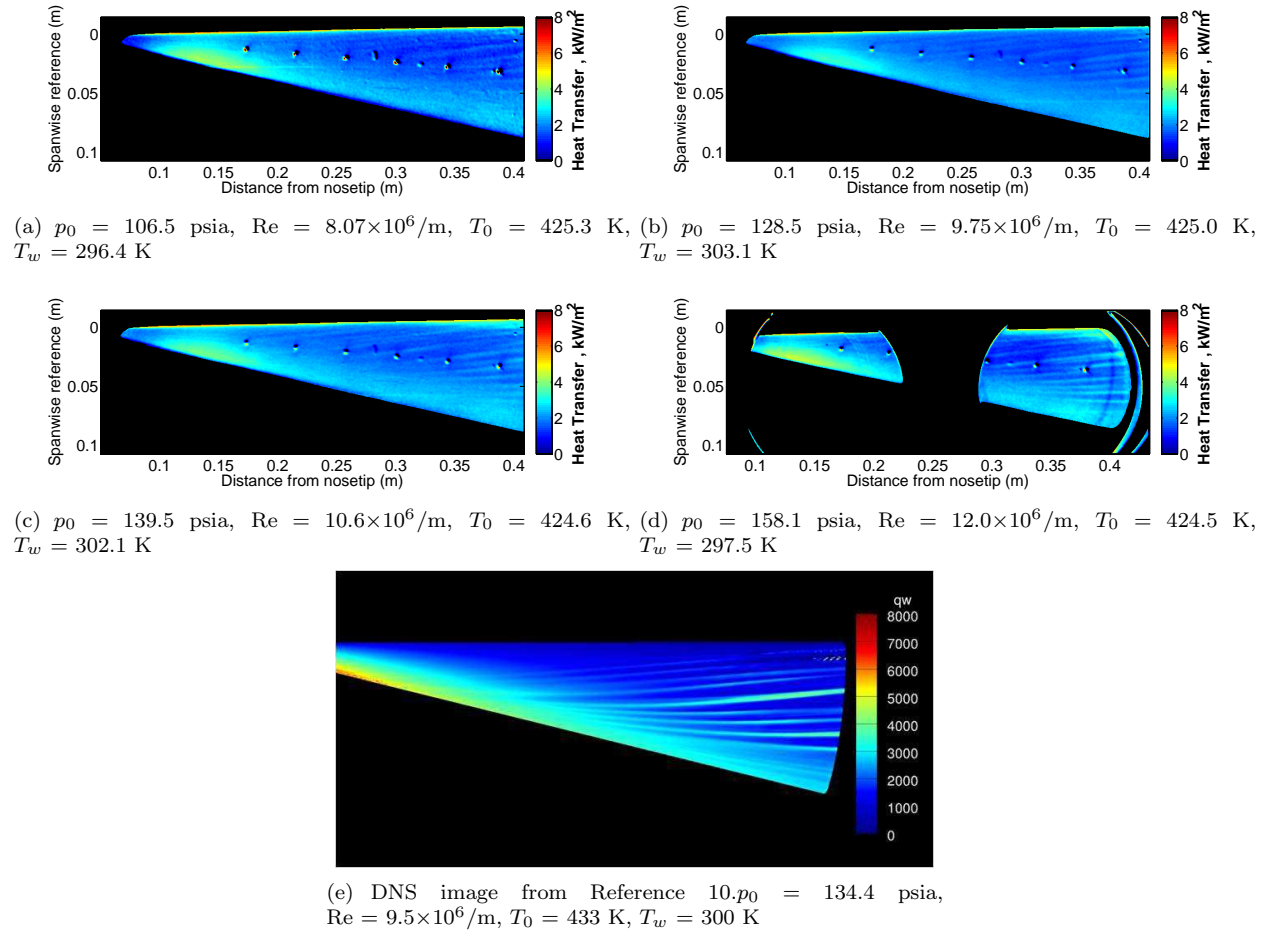 Spanwise reference (m)
0
0.05
0.1
0.1 0.15 0.2 0.25 0.3 0.35 0.4
Distance from nosetip (m)
8
6
4
2
0
Heat Transfer , kW/m²
Spanwise reference (m)
0
0.05
0.1
0.1 0.15 0.2 0.25 0.3 0.35 0.4
Distance from nosetip (m)
8
6
4
2
0
Heat Transfer , kW/m²
(a) p₀ = 106.5 psia, Re = 8.07×10⁶/m, T₀ = 425.3 K,
T_w = 296.4 K
(b) p₀ = 128.5 psia, Re = 9.75×10⁶/m, T₀ = 425.0 K,
T_w = 303.1 K
Spanwise reference (m)
0
0.05
0.1
0.1 0.15 0.2 0.25 0.3 0.35 0.4
Distance from nosetip (m)
8
6
4
2
0
Heat Transfer , kW/m²
Spanwise reference (m)
0
0.05
0.1
0.1 0.15 0.2 0.25 0.3 0.35 0.4
Distance from nosetip (m)
8
6
4
2
0
Heat Transfer , kW/m²
(c) p₀ = 139.5 psia, Re = 10.6×10⁶/m, T₀ = 424.6 K,
T_w = 302.1 K
(d) p₀ = 158.1 psia, Re = 12.0×10⁶/m, T₀ = 424.5 K,
T_w = 297.5 K
qw
8000
7000
6000
5000
4000
3000
2000
1000
0
(e) DNS image from Reference 10.p₀ = 134.4 psia,
Re = 9.5×10⁶/m, T₀ = 433 K, T_w = 300 K